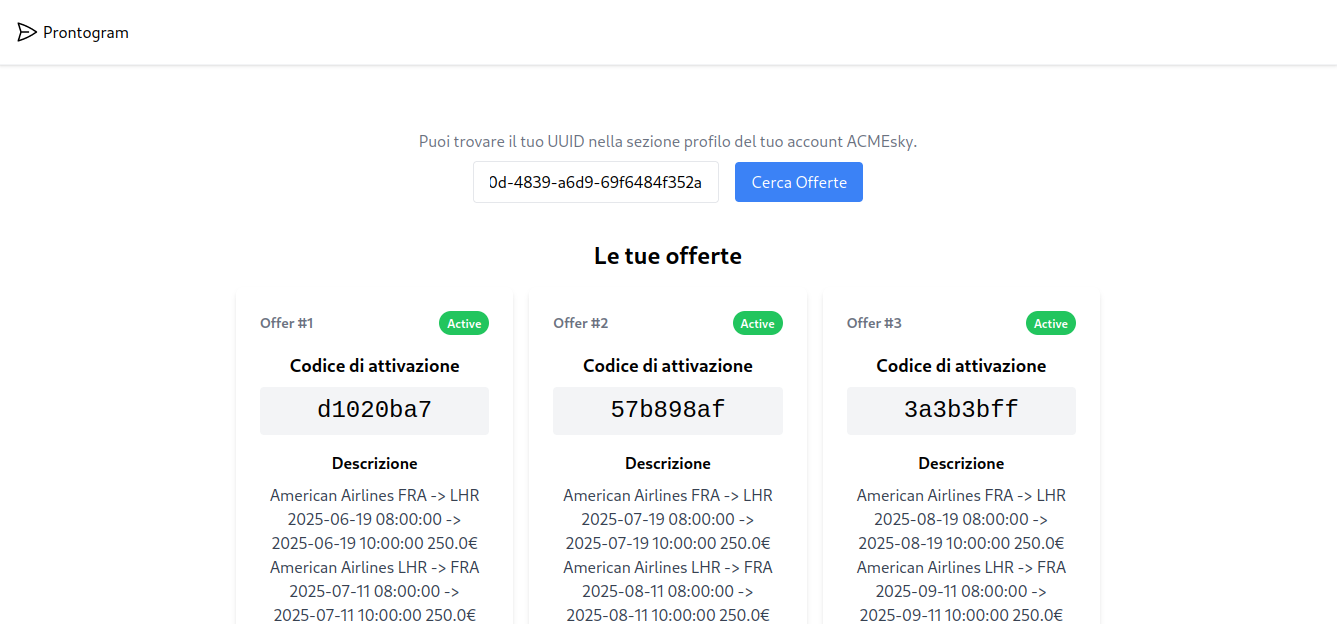 Prontogram
Puoi trovare il tuo UUID nella sezione profilo del tuo account ACMEsky.
0d-4839-a6d9-69f6484f352a
Cerca Offerte
Le tue offerte
Offer #1
Active
Codice di attivazione
d1020ba7
Descrizione
American Airlines FRA -> LHR
2025-06-19 08:00:00 ->
2025-06-19 10:00:00 250.0€
American Airlines LHR -> FRA
2025-07-11 08:00:00 ->
2025-07-11 10:00:00 250.0€
Offer #2
Active
Codice di attivazione
57b898af
Descrizione
American Airlines FRA -> LHR
2025-07-19 08:00:00 ->
2025-07-19 10:00:00 250.0€
American Airlines LHR -> FRA
2025-08-11 08:00:00 ->
2025-08-11 10:00:00 250.0€
Offer #3
Active
Codice di attivazione
3a3b3bff
Descrizione
American Airlines FRA -> LHR
2025-08-19 08:00:00 ->
2025-08-19 10:00:00 250.0€
American Airlines LHR -> FRA
2025-09-11 08:00:00 ->
2025-09-11 10:00:00 250.0€